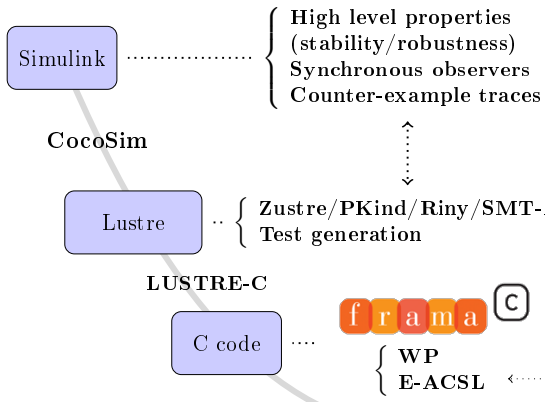 High level properties
(stability/robustness)
Simulink
Synchronous observers
Counter-example traces
CocoSim
Lustre
Zustre/PKind/Riny/SMT-
Test generation
LUSTRE-C
frama C
C code
WP
E-ACSL